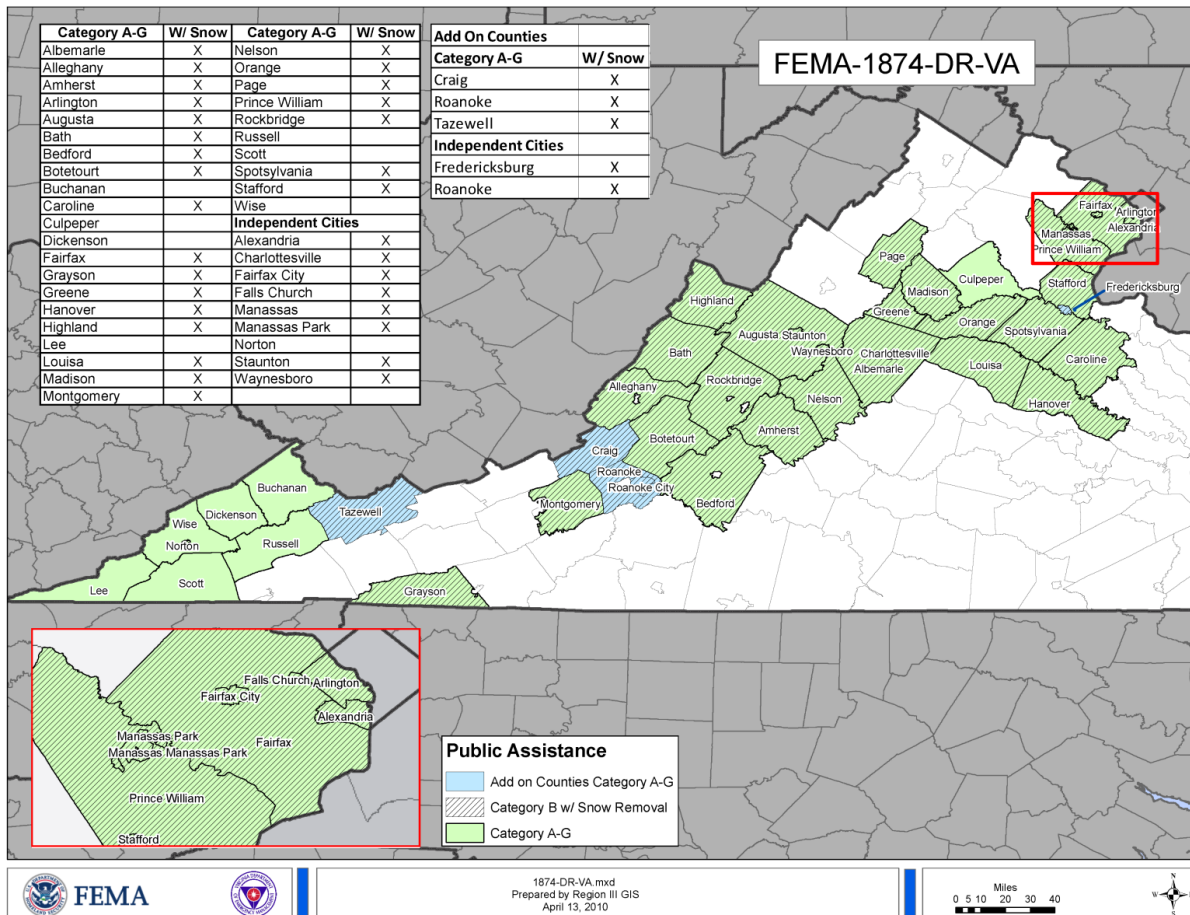 FEMA-1874-DR-VA
Category A-G W/ Snow Category A-G W/ Snow
Albemarle X Nelson X
Alleghany X Orange X
Amherst X Page X
Arlington X Prince William X
Augusta X Rockbridge X
Bath X Russell
Bedford X Scott
Botetourt X Spotsylvania X
Buchanan Stafford X
Caroline X Wise
Culpeper Independent Cities
Dickenson Alexandria X
Fairfax X Charlottesville X
Grayson X Fairfax City X
Greene X Falls Church X
Hanover X Manassas X
Highland X Manassas Park X
Lee Norton
Louisa X Staunton X
Madison X Waynesboro X
Montgomery X
Add On Counties
Category A-G W/ Snow
Craig X
Roanoke X
Tazewell X
Independent Cities
Fredericksburg X
Roanoke X
Fairfax
Arlington
Alexandria
Manassas
Prince William
Page
Culpeper
Stafford
Fredericksburg
Madison
Highland
Greene
Orange
Spotsylvania
Augusta Staunton
Waynesboro
Charlottesville
Albemarle
Louisa
Caroline
Bath
Rockbridge
Alleghany
Nelson
Hanover
Amherst
Botetourt
Craig
Roanoke
Roanoke City
Montgomery
Bedford
Buchanan
Tazewell
Dickenson
Wise
Norton
Russell
Scott
Lee
Grayson
Falls Church
Arlington
Fairfax City
Alexandria
Manassas Park
Manassas Manassas Park
Fairfax
Prince William
Stafford
Public Assistance
Add on Counties Category A-G
Category B w/ Snow Removal
Category A-G
FEMA
1874-DR-VA.mxd
Prepared by Region III GIS
April 13, 2010
Miles
0 5 10 20 30 40
N
W E
S